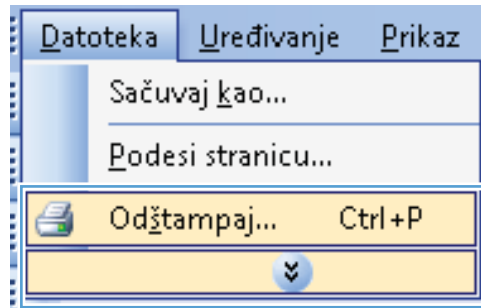 Datoteka Uređivanje Prikaz
Sačuvaj kao...
Podesi stranicu...
Odštampaj... Ctrl+P